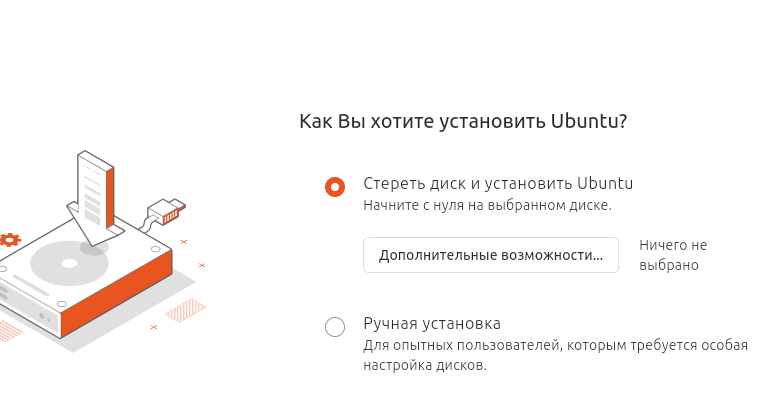 Как Вы хотите установить Ubuntu?
Стереть диск и установить Ubuntu
Начните с нуля на выбранном диске.
Дополнительные возможности...
Ничего не
выбрано
Ручная установка
Для опытных пользователей, которым требуется особая
настройка дисков.